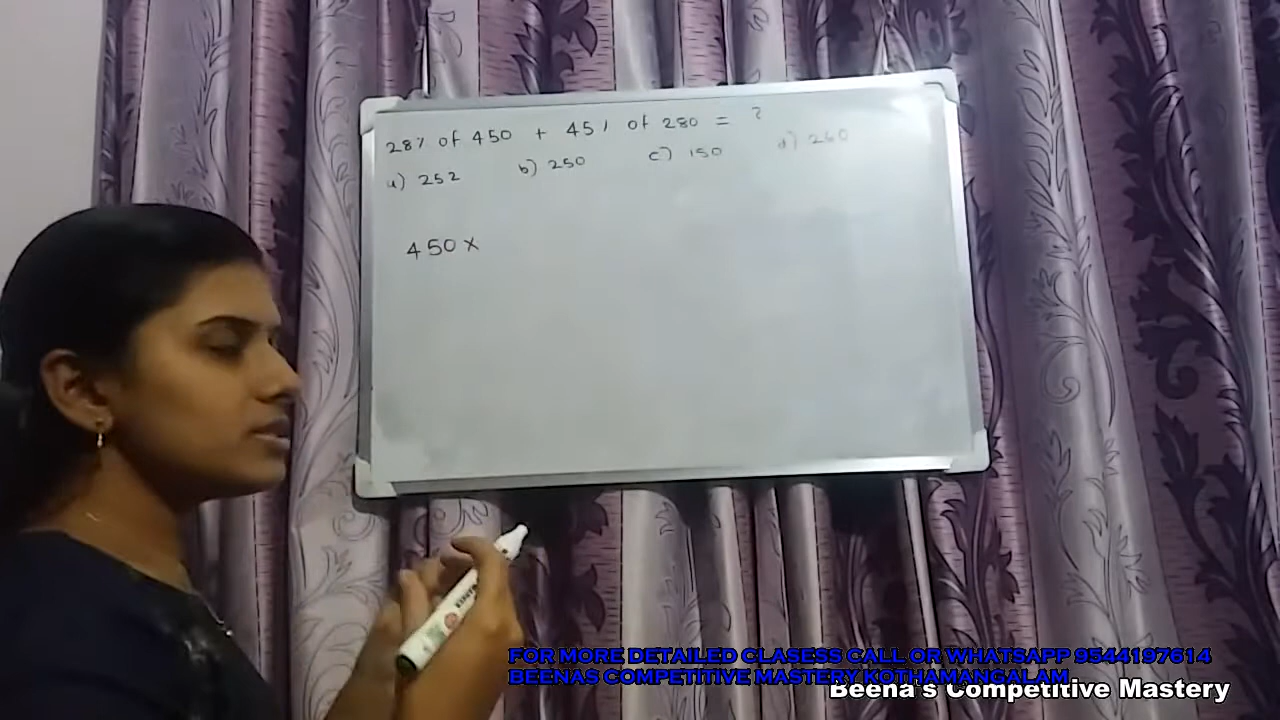 28% of 450 + 45% of 280 = ?
a) 252 b) 250 c) 150 d) 260
450 ×
FOR MORE DETAILED CLASESS CALL OR WHATSAPP 9544197614
BEENAS COMPETITIVE MASTERY KOTHAMANGALAM
Beena's Competitive Mastery